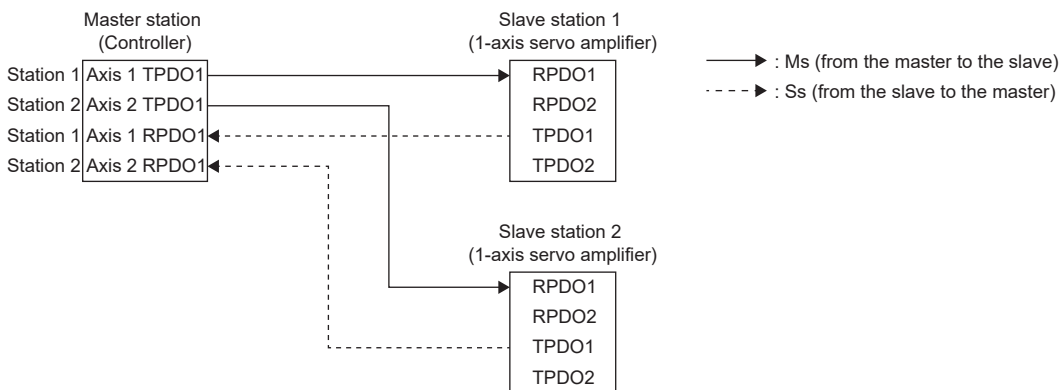 Master station
(Controller)
Station 1 Axis 1 TPDO1
Station 2 Axis 2 TPDO1
Station 1 Axis 1 RPDO1
Station 2 Axis 2 RPDO1
Slave station 1
(1-axis servo amplifier)
RPDO1
RPDO2
TPDO1
TPDO2
: Ms (from the master to the slave)
: Ss (from the slave to the master)
Slave station 2
(1-axis servo amplifier)
RPDO1
RPDO2
TPDO1
TPDO2